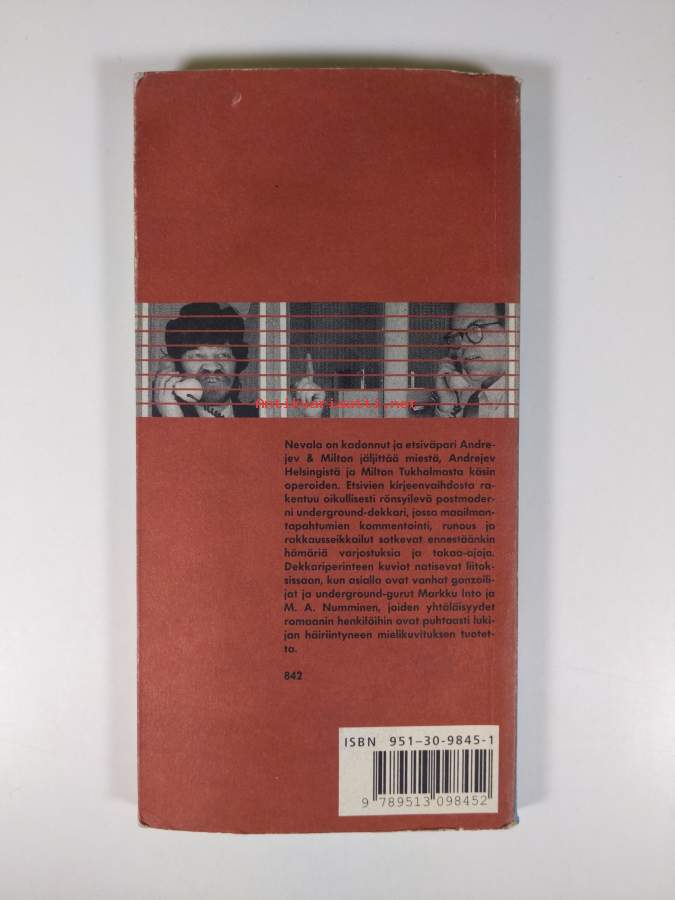 Antikvariaatti.net
Nevala on kadonnut ja etsiväpari Andre-
jev & Milton jäljittää miestä, Andrejev
Helsingistä ja Milton Tukholmasta käsin
operoiden. Etsivien kirjeenvaihdosta ra-
kentuu oikullisesti rönsyilevä postmoder-
ni underground-dekkari, jossa maailman-
tapahtumien kommentointi, runous ja
rakkausseikkailut sotkevat ennestäänkin
hämäriä varjostuksia ja takaa-ajoja.
Dekkariperinteen kuviot natisevat liitok-
sissaan, kun asialla ovat vanhat gonzoili-
jat ja underground-gurut Markku Into ja
M. A. Numminen, joiden yhtäläisyydet
romaanin henkilöihin ovat puhtaasti luki-
jan häiriintyneen mielikuvituksen tuotet-
ta.
842
ISBN 951-30-9845-1
9 789513 098452